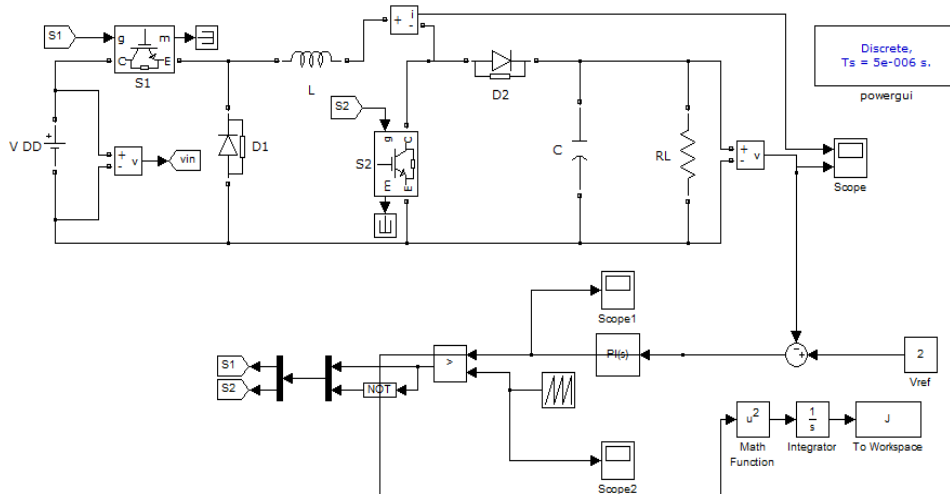 S1
g
m
C
E
S1
i
+
-
L
D2
Discrete,
Ts = 5e-006 s.
powergui
S2
V DD
+
+
-
v
vin
D1
S2
g
C
E
E
C
RL
+
-
v
Scope
Scope1
S1
S2
>
NOT
PI(s)
-
+
2
Vref
Scope2
u²
Math
Function
1
s
Integrator
J
To Workspace